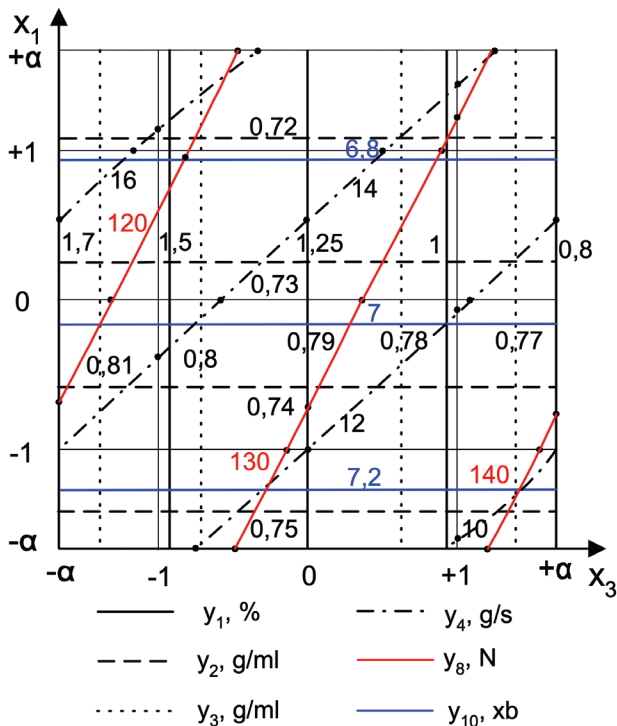 x₁
+α
0,72
+1
6,8
16
14
120
1,7
1,5
1,25
1
0,8
0,73
0
7
0,81
0,8
0,79
0,78
0,77
0,74
12
-1
130
7,2
140
0,75
10
-α
-α
-1
0
+1
+α
x₃
y₁, %
y₄, g/s
y₂, g/ml
y₈, N
y₃, g/ml
y₁₀, xb